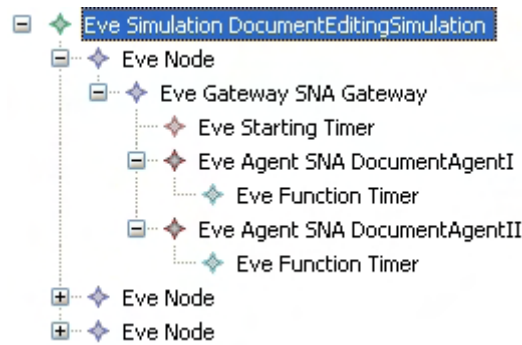 Eve Simulation DocumentEditingSimulation
Eve Node
Eve Gateway SNA Gateway
Eve Starting Timer
Eve Agent SNA DocumentAgentI
Eve Function Timer
Eve Agent SNA DocumentAgentII
Eve Function Timer
Eve Node
Eve Node